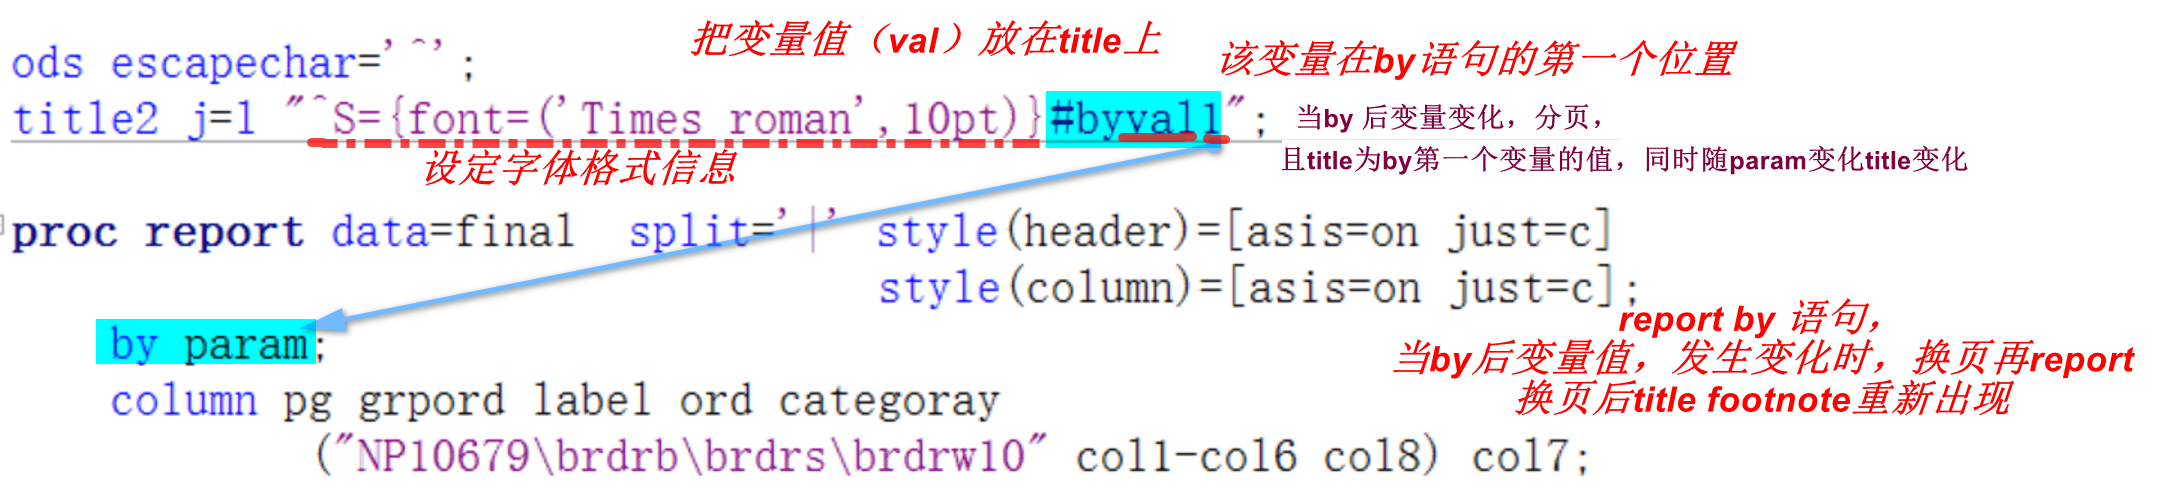 把变量值（val）放在title上
该变量在by语句的第一个位置
ods escapechar='^';
title2 j=l "^S={font=('Times roman',10pt)}#byval1";
当by 后变量变化，分页，
且title为by第一个变量的值，同时随param变化title变化
设定字体格式信息
proc report data=final  split='|'  style(header)=[asis=on just=c]
style(column)=[asis=on just=c];
report by 语句，
by param;
当by后变量值，发生变化时，换页再report
换页后title footnote重新出现
column pg grpord label ord categoray
("NP10679\brdrb\brdrs\brdrw10" col1-col6 col8) col7;